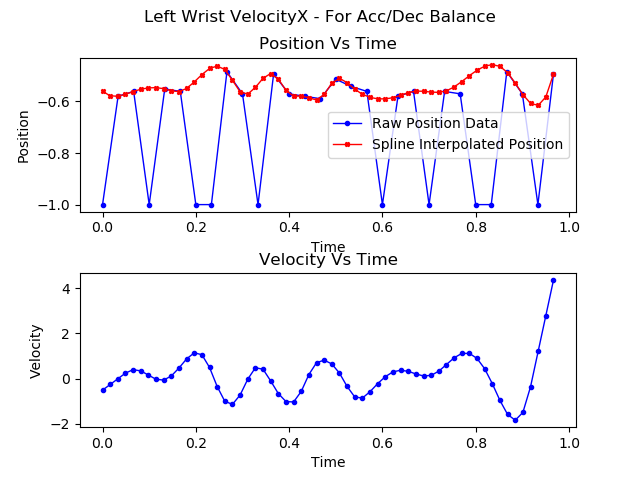 Left Wrist VelocityX - For Acc/Dec Balance
Position Vs Time
Position
−0.6
−0.8
−1.0
Raw Position Data
Spline Interpolated Position
0.0 0.2 0.4 0.6 0.8 1.0
Time
Velocity Vs Time
Velocity
4
2
0
−2
0.0 0.2 0.4 0.6 0.8 1.0
Time